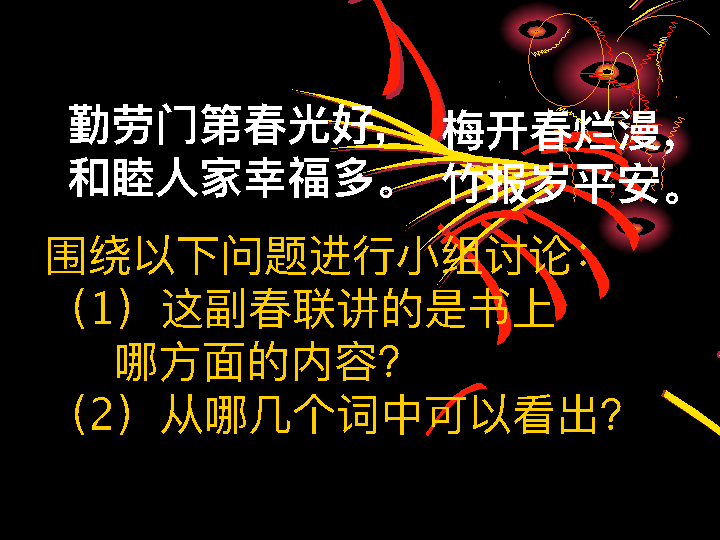 勤劳门第春光好，
和睦人家幸福多。
梅开春烂漫，
竹报岁平安。
围绕以下问题进行小组讨论：
（1）这副春联讲的是书上
哪方面的内容？
（2）从哪几个词中可以看出？